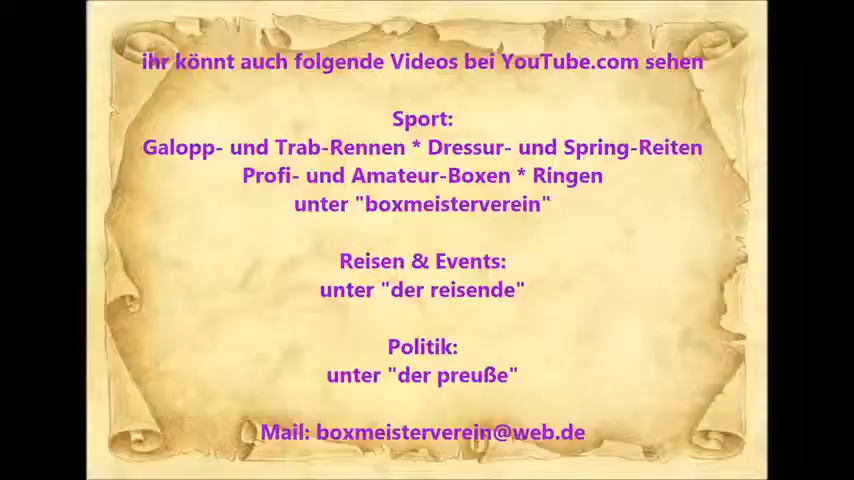 ihr könnt auch folgende Videos bei YouTube.com sehen
Sport:
Galopp- und Trab-Rennen * Dressur- und Spring-Reiten
Profi- und Amateur-Boxen * Ringen
unter "boxmeisterverein"
Reisen & Events:
unter "der reisende"
Politik:
unter "der preuße"
Mail: boxmeisterverein@web.de